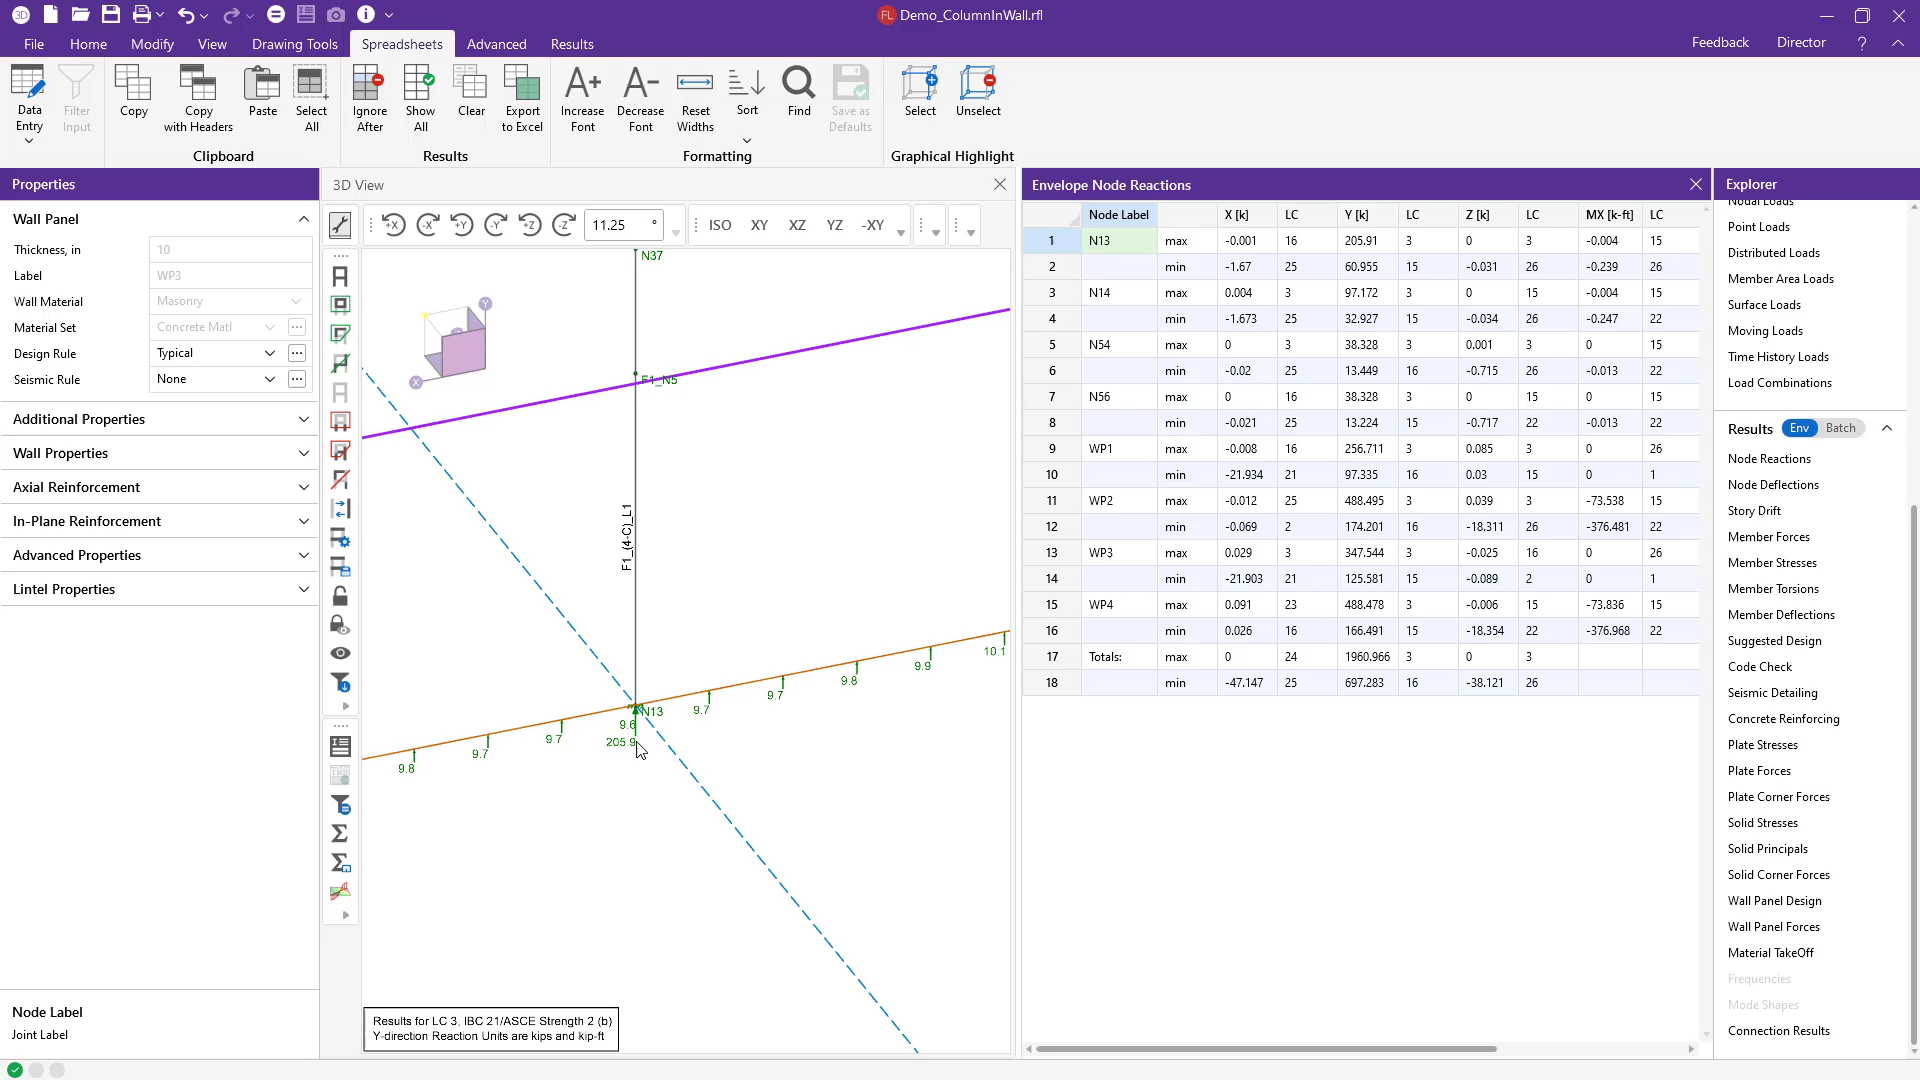 3D
FL Demo_ColumnInWall.rfl
File Home Modify View Drawing Tools Spreadsheets Advanced Results Feedback Director ?
Data Entry
Filter Input
Copy
Copy with Headers
Paste
Select All
Ignore After
Show All
Clear
Export to Excel
Increase Font
Decrease Font
Reset Widths
Sort
Find
Save as Defaults
Select
Unselect
Clipboard Results Formatting Graphical Highlight
Properties
Wall Panel
Thickness, in 10
Label WP3
Wall Material Masonry
Material Set Concrete Matl
Design Rule Typical
Seismic Rule None
Additional Properties
Wall Properties
Axial Reinforcement
In-Plane Reinforcement
Advanced Properties
Lintel Properties
Node Label
Joint Label
3D View
+X -X +Y -Y +Z -Z 11.25 ° ISO XY XZ YZ -XY
N37
Y
X
F1_N5
F1_(4-C)_L1
10.1
9.9
9.8
9.7
9.7
N13
9.6
205.9
9.7
9.7
9.8
Results for LC 3, IBC 21/ASCE Strength 2 (b)
Y-direction Reaction Units are kips and kip-ft
Envelope Node Reactions
Node Label X [k] LC Y [k] LC Z [k] LC MX [k-ft] LC
1 N13 max -0.001 16 205.91 3 0 3 -0.004 15
2 min -1.67 25 60.955 15 -0.031 26 -0.239 26
3 N14 max 0.004 3 97.172 3 0 15 -0.004 15
4 min -1.673 25 32.927 15 -0.034 26 -0.247 22
5 N54 max 0 3 38.328 3 0.001 3 0 15
6 min -0.02 25 13.449 16 -0.715 26 -0.013 22
7 N56 max 0 16 38.328 3 0 15 0 15
8 min -0.021 25 13.224 15 -0.717 22 -0.013 22
9 WP1 max -0.008 16 256.711 3 0.085 3 0 26
10 min -21.934 21 97.335 16 0.03 15 0 1
11 WP2 max -0.012 25 488.495 3 0.039 3 -73.538 15
12 min -0.069 2 174.201 16 -18.311 26 -376.481 22
13 WP3 max 0.029 3 347.544 3 -0.025 16 0 26
14 min -21.903 21 125.581 15 -0.089 2 0 1
15 WP4 max 0.091 23 488.478 3 -0.006 15 -73.836 15
16 min 0.026 16 166.491 15 -18.354 22 -376.968 22
17 Totals: max 0 24 1960.966 3 0 3
18 min -47.147 25 697.283 16 -38.121 26
Explorer
Nodal Loads
Point Loads
Distributed Loads
Member Area Loads
Surface Loads
Moving Loads
Time History Loads
Load Combinations
Results Env Batch
Node Reactions
Node Deflections
Story Drift
Member Forces
Member Stresses
Member Torsions
Member Deflections
Suggested Design
Code Check
Seismic Detailing
Concrete Reinforcing
Plate Stresses
Plate Forces
Plate Corner Forces
Solid Stresses
Solid Principals
Solid Corner Forces
Wall Panel Design
Wall Panel Forces
Material TakeOff
Frequencies
Mode Shapes
Connection Results